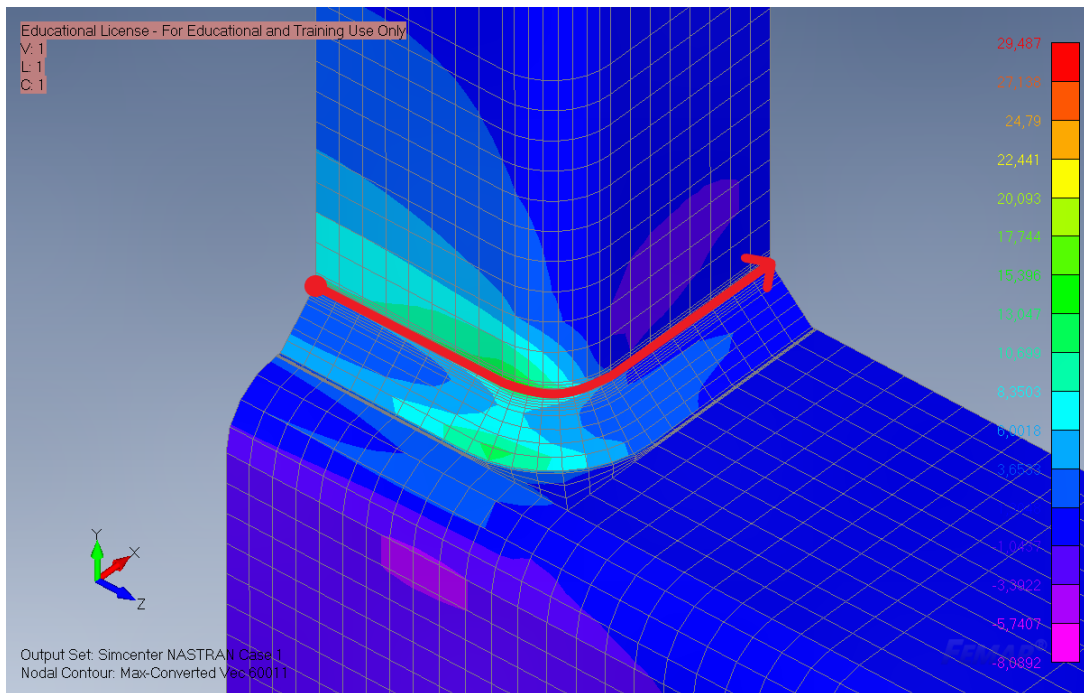 Educational License - For Educational and Training Use Only
V: 1
L: 1
C: 1
29,487
24,79
22,441
20,093
17,744
10,699
8,3503
6,0018
-3,3922
-5,7407
-8,0892
Y
X
Z
Output Set: Simcenter NASTRAN Case 1
Nodal Contour: Max-Converted Vec 60011
FEMAP®